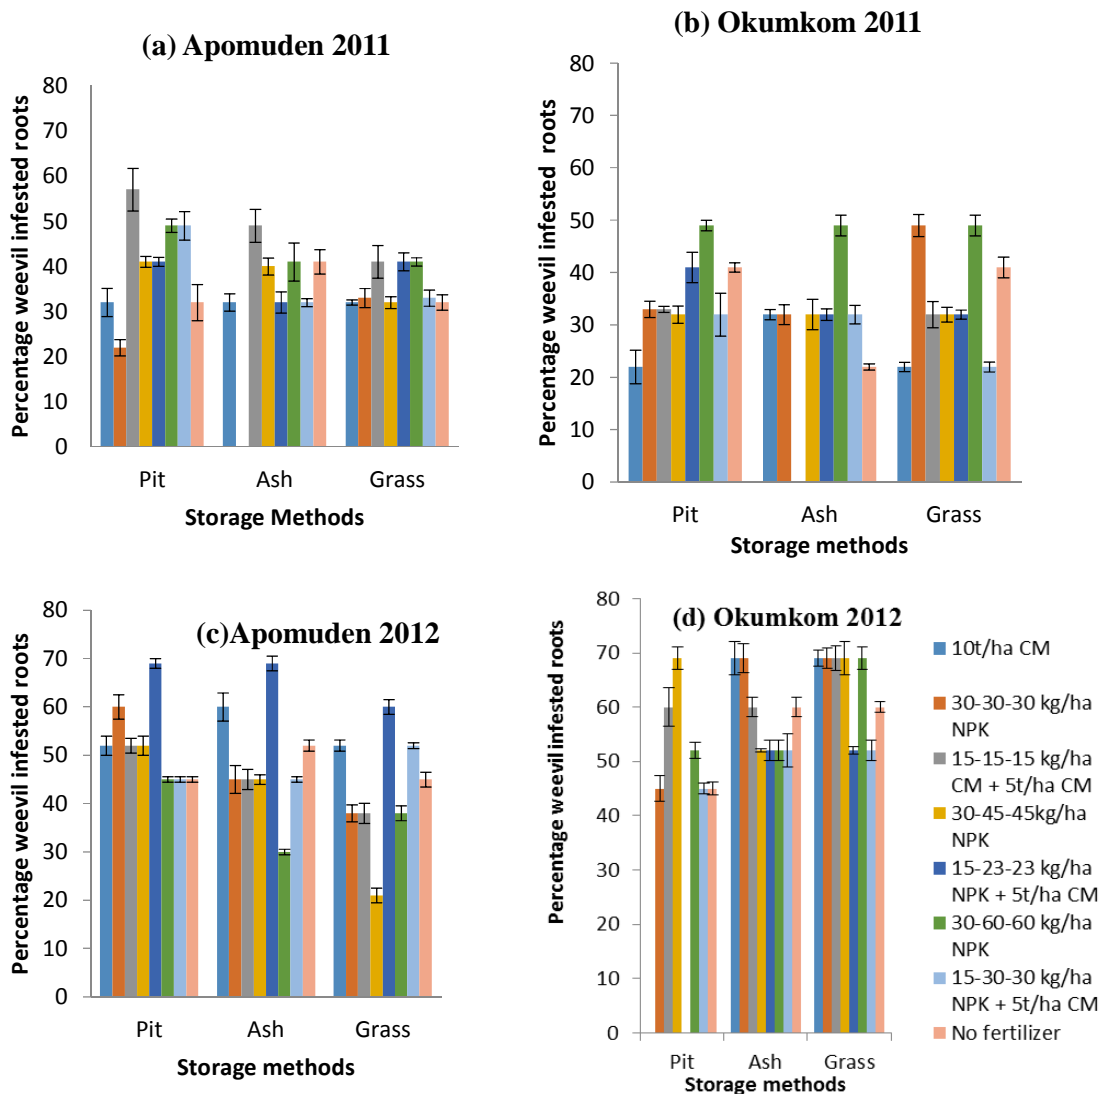 (a) Apomuden 2011
Percentage weevil infested roots
80
70
60
50
40
30
20
10
0
Pit Ash Grass
Storage Methods
(b) Okumkom 2011
Percentage weevil infested roots
80
70
60
50
40
30
20
10
0
Pit Ash Grass
Storage methods
(c)Apomuden 2012
Percentage weevil infested roots
80
70
60
50
40
30
20
10
0
Pit Ash Grass
Storage methods
(d) Okumkom 2012
Percentage weevil infested roots
80
70
60
50
40
30
20
10
0
Pit Ash Grass
Storage methods
10t/ha CM
30-30-30 kg/ha
NPK
15-15-15 kg/ha
CM + 5t/ha CM
30-45-45kg/ha
NPK
15-23-23 kg/ha
NPK + 5t/ha CM
30-60-60 kg/ha
NPK
15-30-30 kg/ha
NPK + 5t/ha CM
No fertilizer